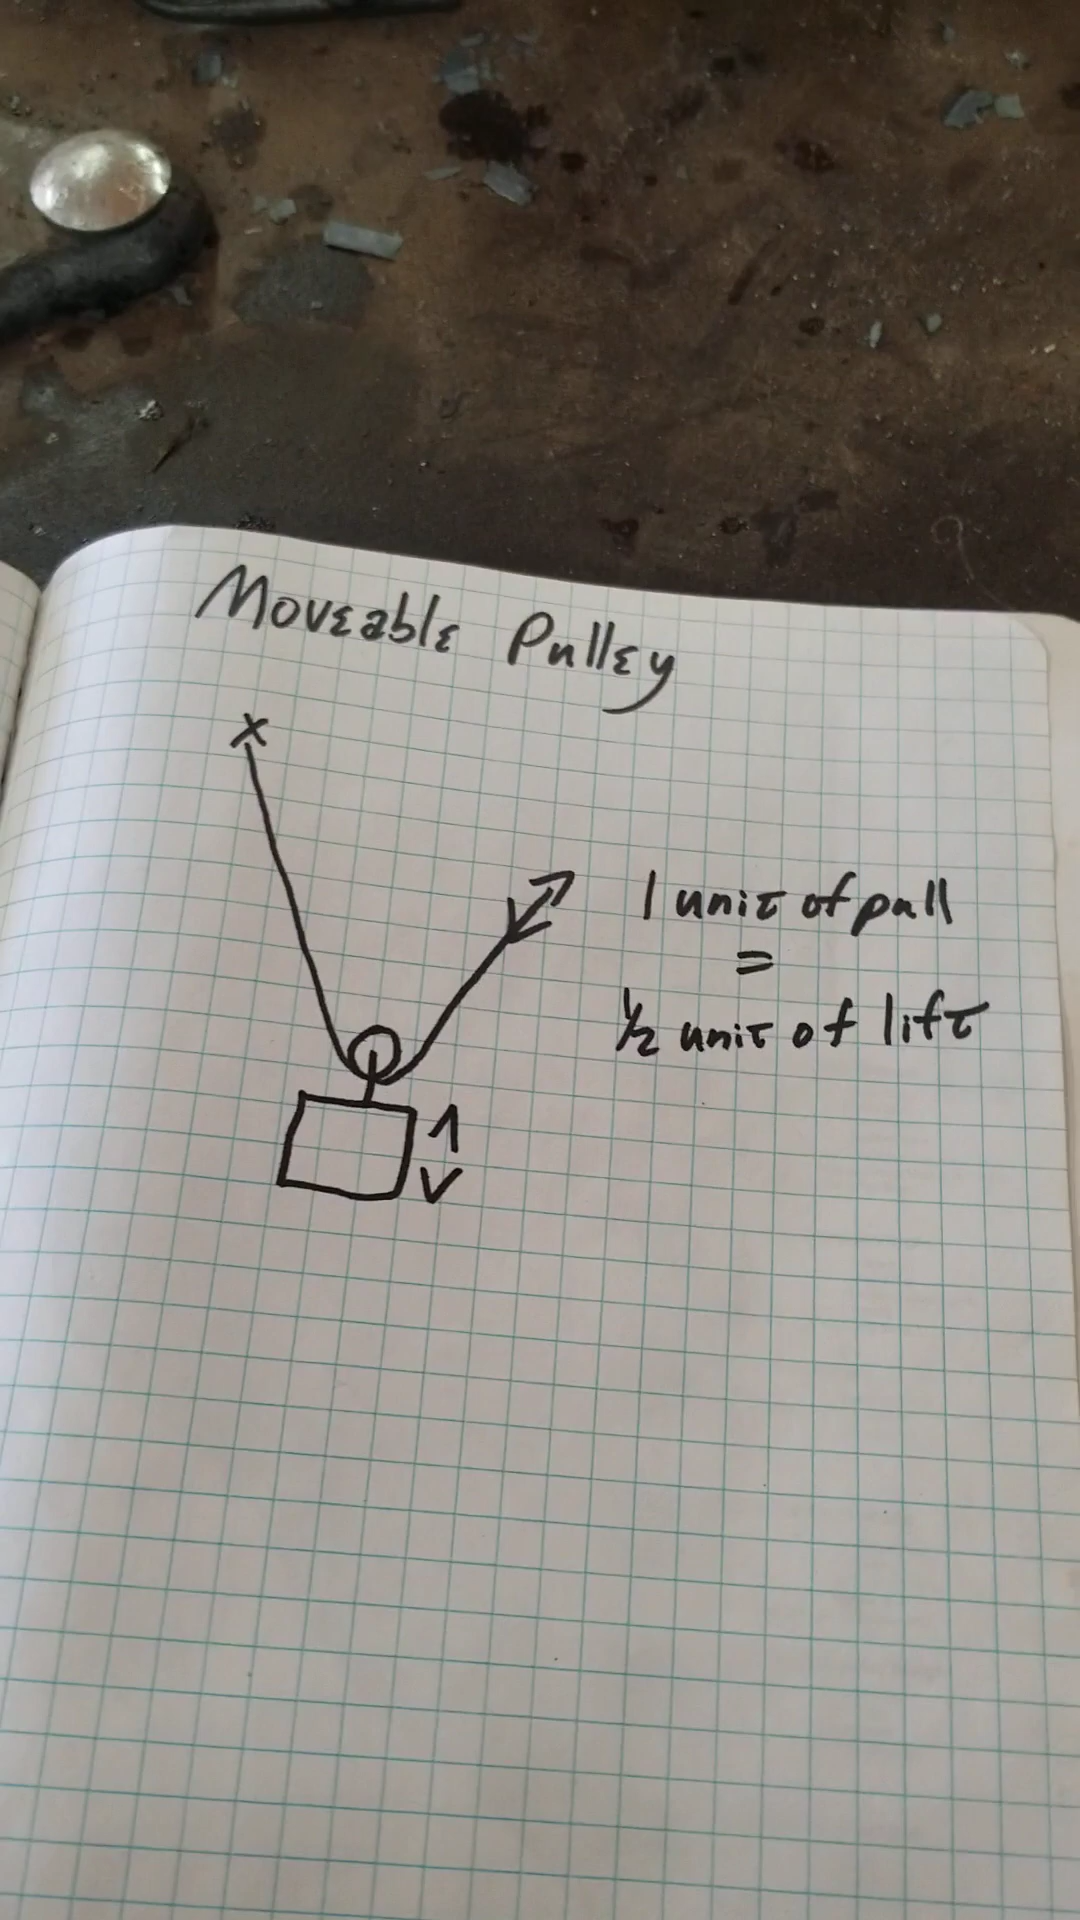 Moveable Pulley
x
1 unit of pull
=
1/2 unit of lift